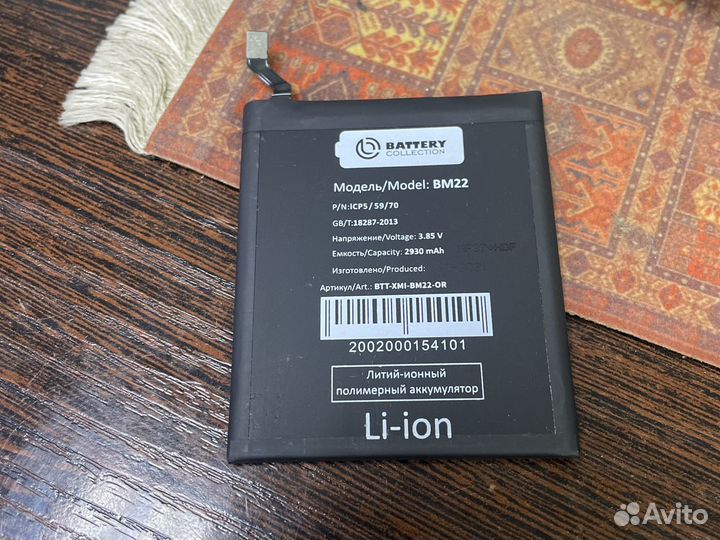 BATTERY
COLLECTION
Модель/Model: BM22
P/N:ICP5/59/70
GB/T:18287-2013
Напряжение/Voltage: 3.85 V
Емкость/Capacity: 2930 mAh
Изготовлено/Produced:
Артикул/Art.: BTT-XMI-BM22-OR
2002000154101
Литий-ионный
полимерный аккумулятор
Li-ion
Avito